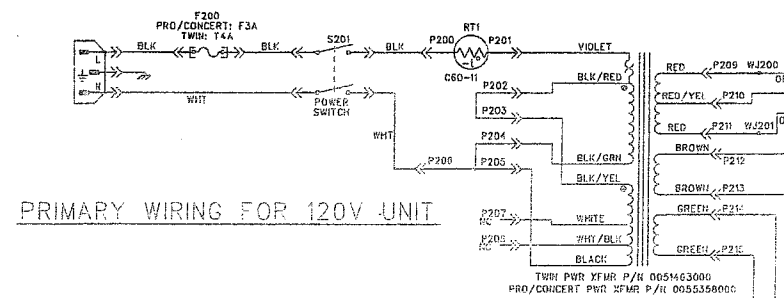 F200
PRO/CONCERT: F3A
TWIN: T4A
S201
RT1
P200
P201
BLK
BLK
BLK
VIOLET
L
N
C60-11
WHT
POWER
SWITCH
WHT
P202
BLK/RED
P203
P204
BLK/GRN
P205
BLK/YEL
P207
NC
WHITE
NC
WHT/BLK
BLACK
RED
P209
WJ200
RED/YEL
P210
RED
P211
WJ201
BROWN
P212
BROWN
P213
GREEN
P214
GREEN
P215
PRIMARY WIRING FOR 120V UNIT
TWIN PWR XFMR P/N 0051463000
PRO/CONCERT PWR XFMR P/N 0055358000